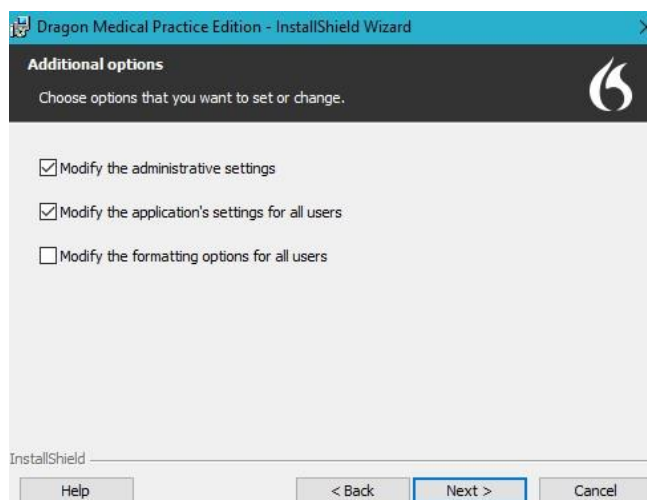 Dragon Medical Practice Edition - InstallShield Wizard
Additional options
Choose options that you want to set or change.
Modify the administrative settings
Modify the application's settings for all users
Modify the formatting options for all users
InstallShield
Help
< Back
Next >
Cancel